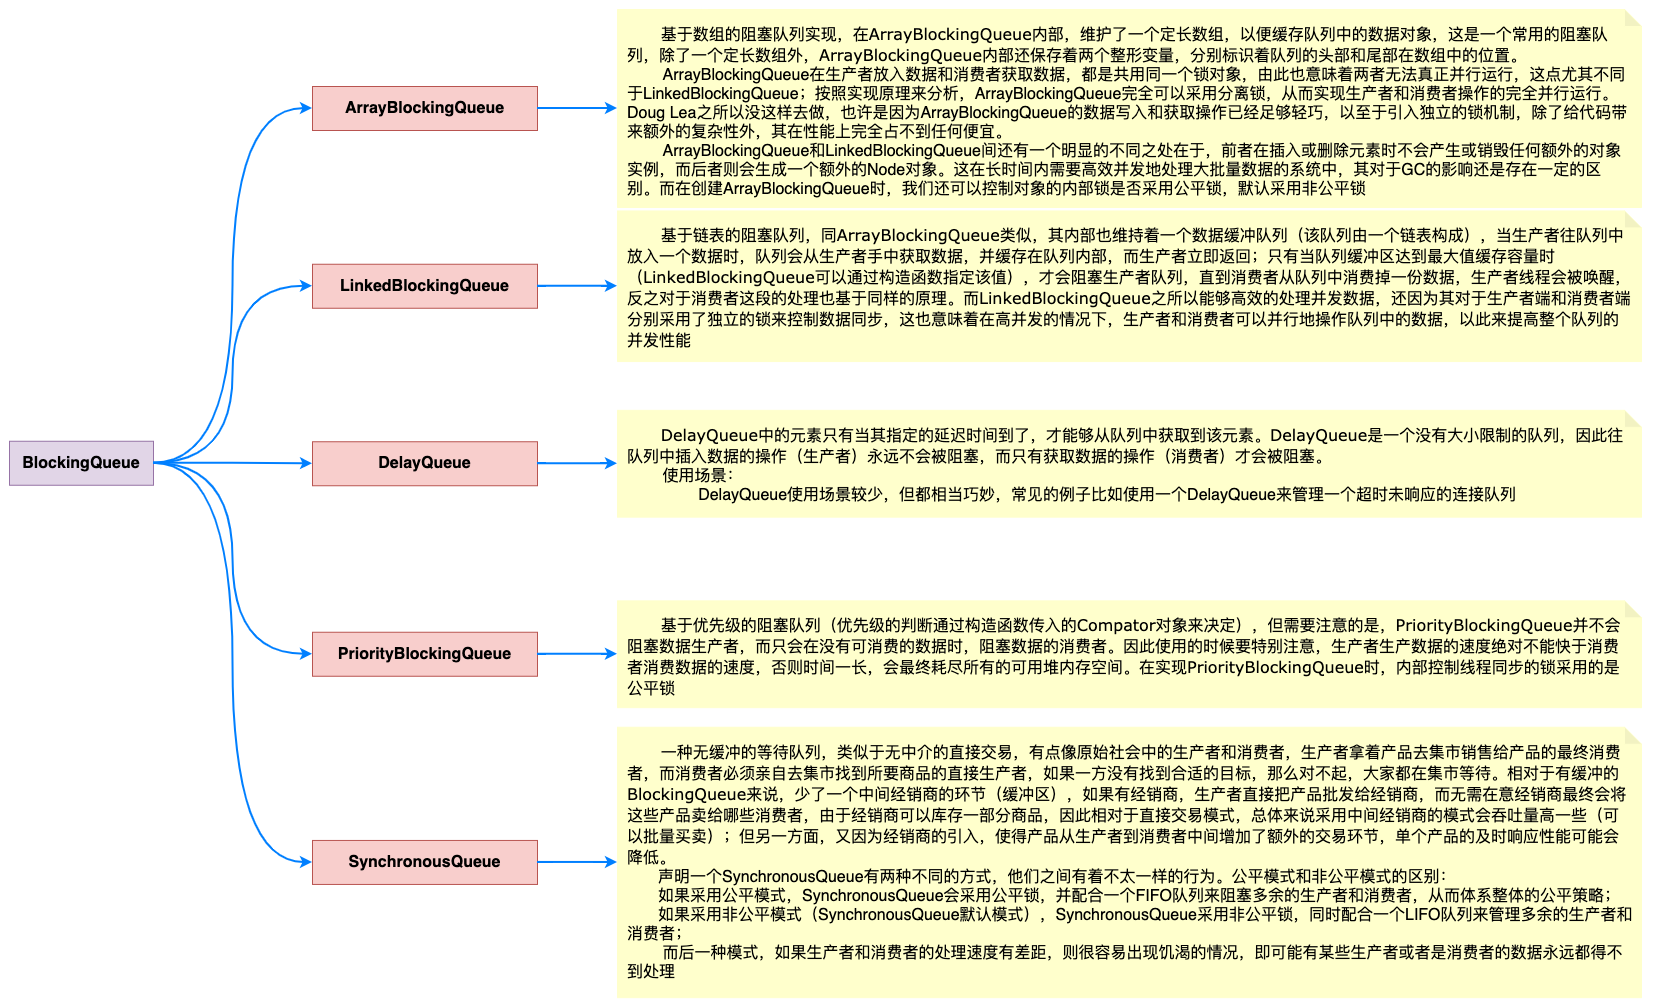 BlockingQueue
ArrayBlockingQueue
基于数组的阻塞队列实现，在ArrayBlockingQueue内部，维护了一个定长数组，以便缓存队列中的数据对象，这是一个常用的阻塞队
列，除了一个定长数组外，ArrayBlockingQueue内部还保存着两个整形变量，分别标识着队列的头部和尾部在数组中的位置。
ArrayBlockingQueue在生产者放入数据和消费者获取数据，都是共用同一个锁对象，由此也意味着两者无法真正并行运行，这点尤其不同
于LinkedBlockingQueue；按照实现原理来分析，ArrayBlockingQueue完全可以采用分离锁，从而实现生产者和消费者操作的完全并行运行。
Doug Lea之所以没这样去做，也许是因为ArrayBlockingQueue的数据写入和获取操作已经足够轻巧，以至于引入独立的锁机制，除了给代码带
来额外的复杂性外，其在性能上完全占不到任何便宜。
ArrayBlockingQueue和LinkedBlockingQueue间还有一个明显的不同之处在于，前者在插入或删除元素时不会产生或销毁任何额外的对象
实例，而后者则会生成一个额外的Node对象。这在长时间内需要高效并发地处理大批量数据的系统中，其对于GC的影响还是存在一定的区
别。而在创建ArrayBlockingQueue时，我们还可以控制对象的内部锁是否采用公平锁，默认采用非公平锁
LinkedBlockingQueue
基于链表的阻塞队列，同ArrayBlockingQueue类似，其内部也维持着一个数据缓冲队列（该队列由一个链表构成），当生产者往队列中
放入一个数据时，队列会从生产者手中获取数据，并缓存在队列内部，而生产者立即返回；只有当队列缓冲区达到最大值缓存容量时
（LinkedBlockingQueue可以通过构造函数指定该值），才会阻塞生产者队列，直到消费者从队列中消费掉一份数据，生产者线程会被唤醒，
反之对于消费者这段的处理也基于同样的原理。而LinkedBlockingQueue之所以能够高效的处理并发数据，还因为其对于生产者端和消费者端
分别采用了独立的锁来控制数据同步，这也意味着在高并发的情况下，生产者和消费者可以并行地操作队列中的数据，以此来提高整个队列的
并发性能
DelayQueue
DelayQueue中的元素只有当其指定的延迟时间到了，才能够从队列中获取到该元素。DelayQueue是一个没有大小限制的队列，因此往
队列中插入数据的操作（生产者）永远不会被阻塞，而只有获取数据的操作（消费者）才会被阻塞。
使用场景：
DelayQueue使用场景较少，但都相当巧妙，常见的例子比如使用一个DelayQueue来管理一个超时未响应的连接队列
PriorityBlockingQueue
基于优先级的阻塞队列（优先级的判断通过构造函数传入的Compator对象来决定），但需要注意的是，PriorityBlockingQueue并不会
阻塞数据生产者，而只会在没有可消费的数据时，阻塞数据的消费者。因此使用的时候要特别注意，生产者生产数据的速度绝对不能快于消费
者消费数据的速度，否则时间一长，会最终耗尽所有的可用堆内存空间。在实现PriorityBlockingQueue时，内部控制线程同步的锁采用的是
公平锁
SynchronousQueue
一种无缓冲的等待队列，类似于无中介的直接交易，有点像原始社会中的生产者和消费者，生产者拿着产品去集市销售给产品的最终消费
者，而消费者必须亲自去集市找到所要商品的直接生产者，如果一方没有找到合适的目标，那么对不起，大家都在集市等待。相对于有缓冲的
BlockingQueue来说，少了一个中间经销商的环节（缓冲区），如果有经销商，生产者直接把产品批发给经销商，而无需在意经销商最终会将
这些产品卖给哪些消费者，由于经销商可以库存一部分商品，因此相对于直接交易模式，总体来说采用中间经销商的模式会吞吐量高一些（可
以批量买卖）；但另一方面，又因为经销商的引入，使得产品从生产者到消费者中间增加了额外的交易环节，单个产品的及时响应性能可能会
降低。
声明一个SynchronousQueue有两种不同的方式，他们之间有着不太一样的行为。公平模式和非公平模式的区别：
如果采用公平模式，SynchronousQueue会采用公平锁，并配合一个FIFO队列来阻塞多余的生产者和消费者，从而体系整体的公平策略；
如果采用非公平模式（SynchronousQueue默认模式），SynchronousQueue采用非公平锁，同时配合一个LIFO队列来管理多余的生产者和
消费者；
而后一种模式，如果生产者和消费者的处理速度有差距，则很容易出现饥渴的情况，即可能有某些生产者或者是消费者的数据永远都得不
到处理